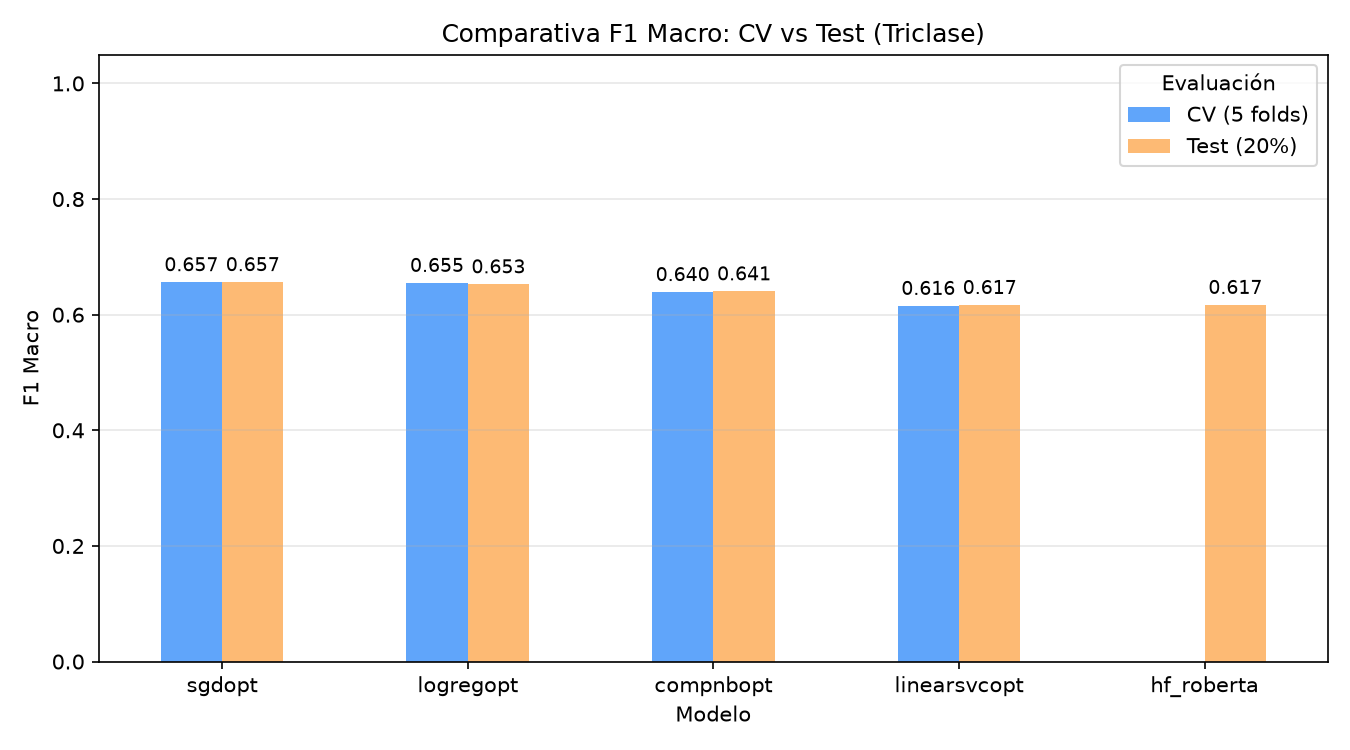 Comparativa F1 Macro: CV vs Test (Triclase)
Evaluación
CV (5 folds)
Test (20%)
F1 Macro
1.0
0.8
0.6
0.4
0.2
0.0
0.657 0.657
0.655 0.653
0.640 0.641
0.616 0.617
0.617
sgdopt
logregopt
compnbopt
linearsvcopt
hf_roberta
Modelo